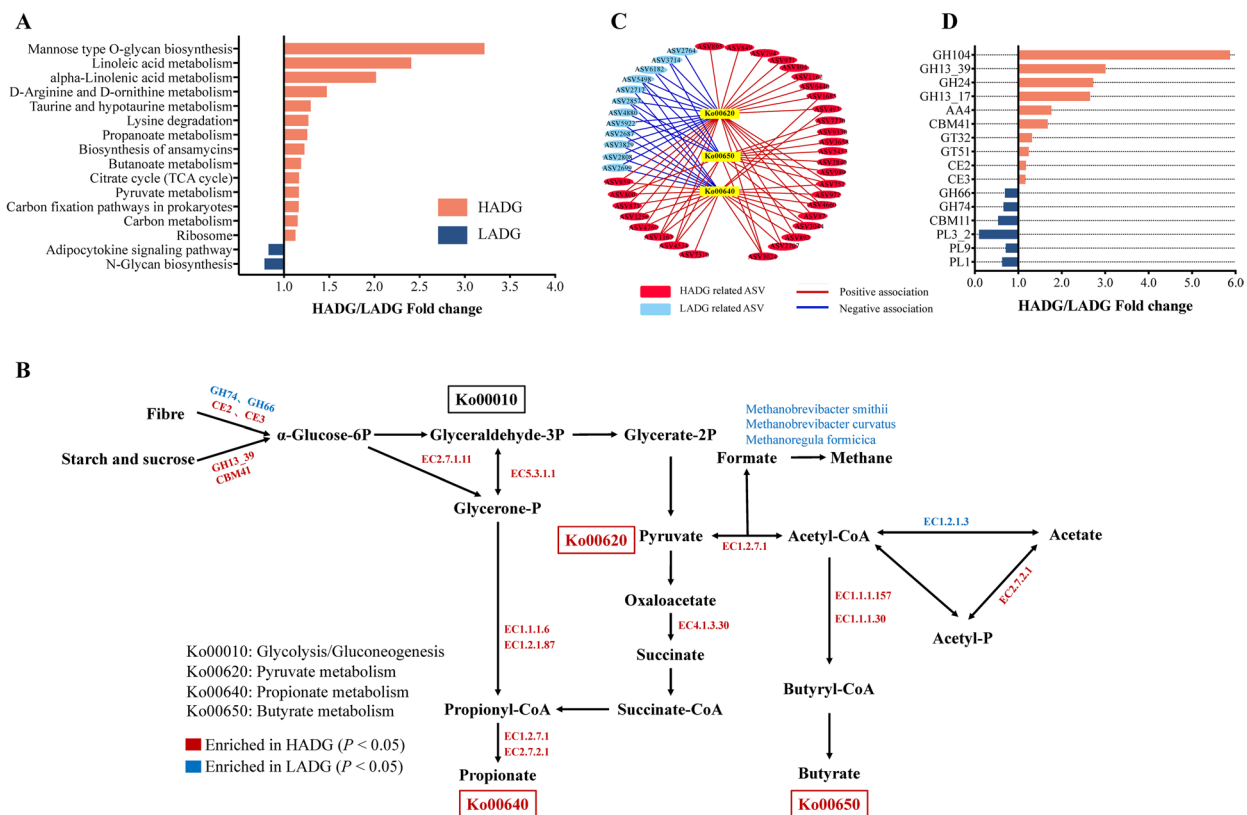 A
Mannose type O-glycan biosynthesis
Linoleic acid metabolism
alpha-Linolenic acid metabolism
D-Arginine and D-ornithine metabolism
Taurine and hypotaurine metabolism
Lysine degradation
Propanoate metabolism
Biosynthesis of ansamycins
Butanoate metabolism
Citrate cycle (TCA cycle)
Pyruvate metabolism
Carbon fixation pathways in prokaryotes
Carbon metabolism
Ribosome
Adipocytokine signaling pathway
N-Glycan biosynthesis
HADG
LADG
1.0 1.5 2.0 2.5 3.0 3.5 4.0
HADG/LADG Fold change
C
ASV2764
ASV3714
ASV6182
ASV5498
ASV2717
ASV2857
ASV4880
ASV5922
ASV2687
ASV3829
ASV2808
ASV2699
Ko00620
Ko00650
Ko00640
HADG related ASV
LADG related ASV
Positive association
Negative association
D
GH104
GH13_39
GH24
GH13_17
AA4
CBM41
GT32
GT51
CE2
CE3
GH66
GH74
CBM11
PL3_2
PL9
PL1
0.0 1.0 2.0 3.0 4.0 5.0 6.0
HADG/LADG Fold change
B
Fibre
GH74、GH66
CE2 、CE3
Starch and sucrose
GH13_39
CBM41
α-Glucose-6P
Ko00010
Glyceraldehyde-3P
Glycerate-2P
EC2.7.1.11
EC5.3.1.1
Glycerone-P
Methanobrevibacter smithii
Methanobrevibacter curvatus
Methanoregula formicica
Formate
Methane
Ko00620
Pyruvate
EC1.2.7.1
Acetyl-CoA
EC1.2.1.3
Acetate
EC2.7.2.1
Acetyl-P
Oxaloacetate
EC4.1.3.30
Succinate
Succinate-CoA
EC1.1.1.157
EC1.1.1.30
Butyryl-CoA
Butyrate
Ko00650
EC1.1.1.6
EC1.2.1.87
Propionyl-CoA
EC1.2.7.1
EC2.7.2.1
Propionate
Ko00640
Ko00010: Glycolysis/Gluconeogenesis
Ko00620: Pyruvate metabolism
Ko00640: Propionate metabolism
Ko00650: Butyrate metabolism
Enriched in HADG (P < 0.05)
Enriched in LADG (P < 0.05)